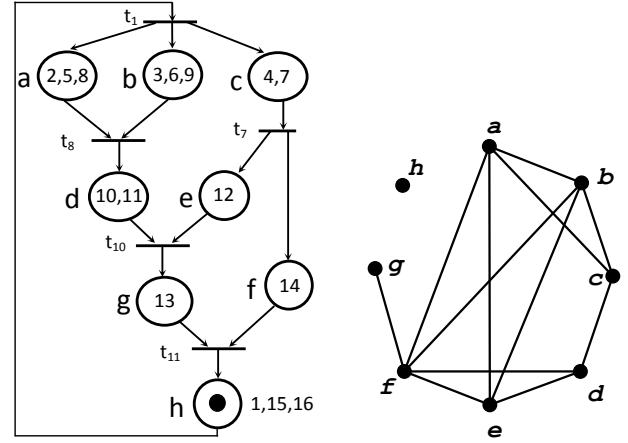 t1
a 2,5,8 b 3,6,9 c 4,7
t8 t7
d 10,11 e 12
t10
g 13 f 14
t11
h 1,15,16
a
h b
g c
f d
e